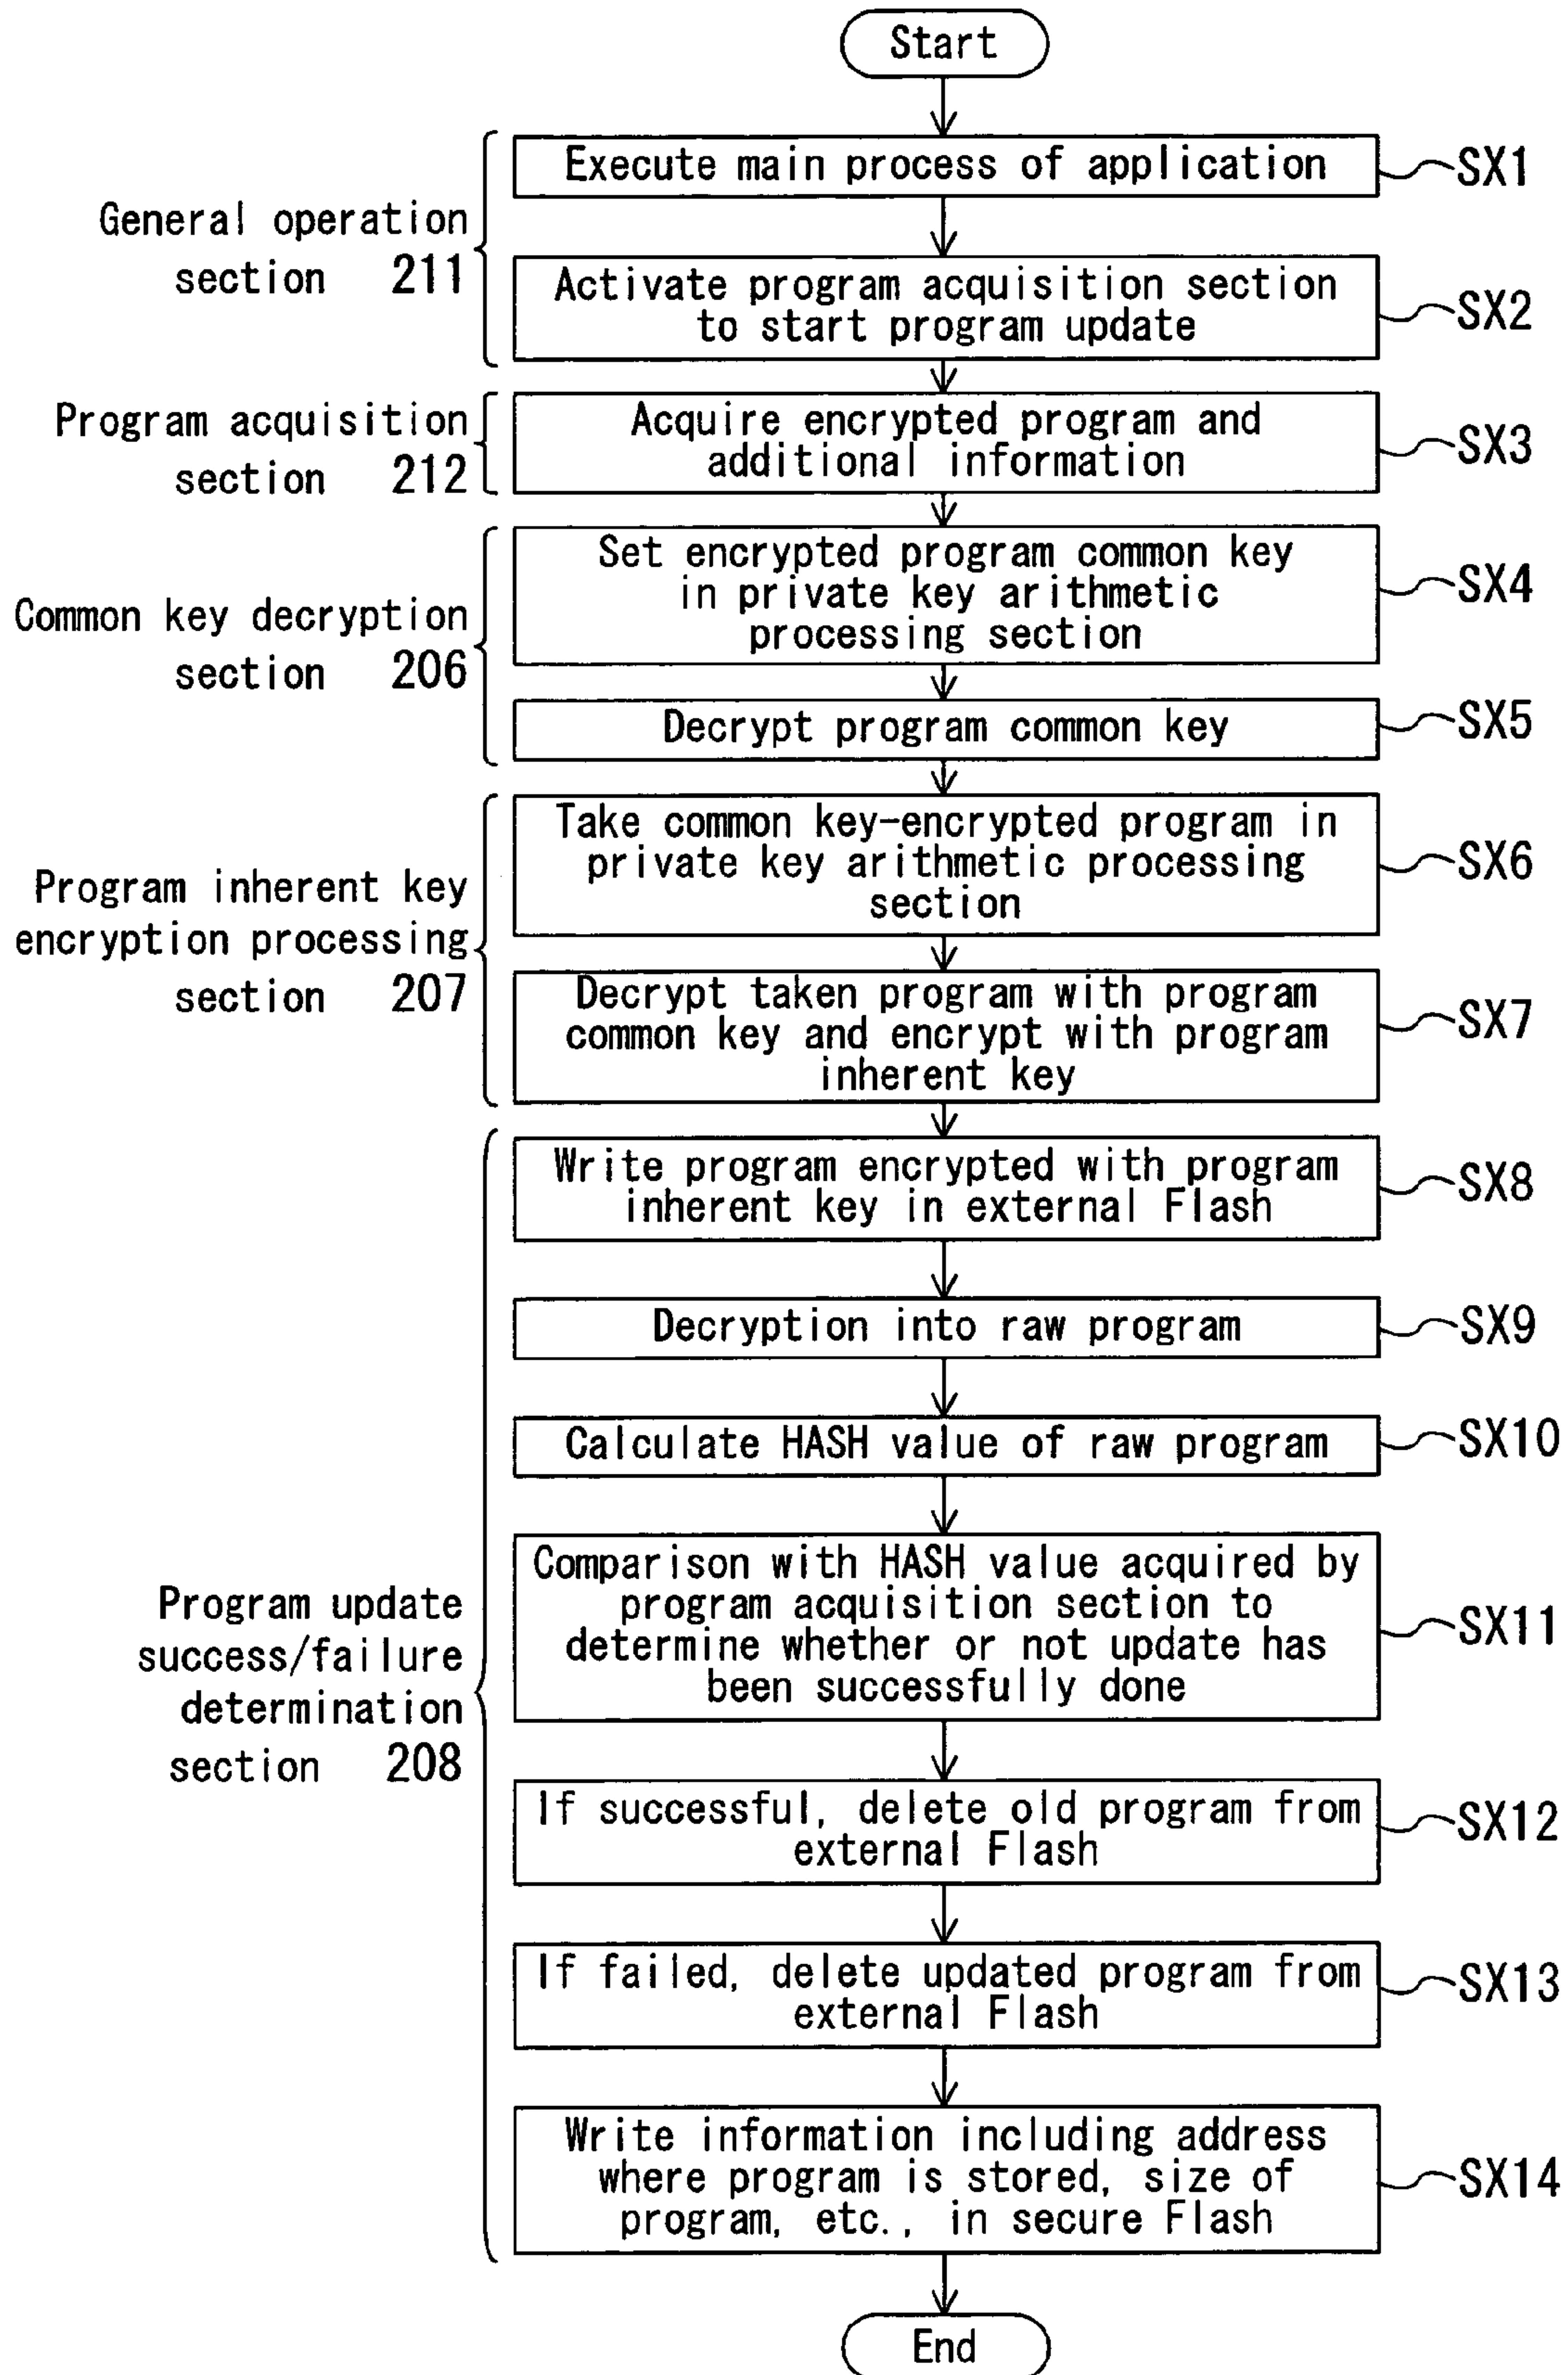 Start
General operation
section 211
Execute main process of application
SX1
Activate program acquisition section
to start program update
SX2
Program acquisition
section 212
Acquire encrypted program and
additional information
SX3
Common key decryption
section 206
Set encrypted program common key
in private key arithmetic
processing section
SX4
Decrypt program common key
SX5
Program inherent key
encryption processing
section 207
Take common key-encrypted program in
private key arithmetic processing
section
SX6
Decrypt taken program with program
common key and encrypt with program
inherent key
SX7
Program update
success/failure
determination
section 208
Write program encrypted with program
inherent key in external Flash
SX8
Decryption into raw program
SX9
Calculate HASH value of raw program
SX10
Comparison with HASH value acquired by
program acquisition section to
determine whether or not update has
been successfully done
SX11
If successful, delete old program from
external Flash
SX12
If failed, delete updated program from
external Flash
SX13
Write information including address
where program is stored, size of
program, etc., in secure Flash
SX14
End